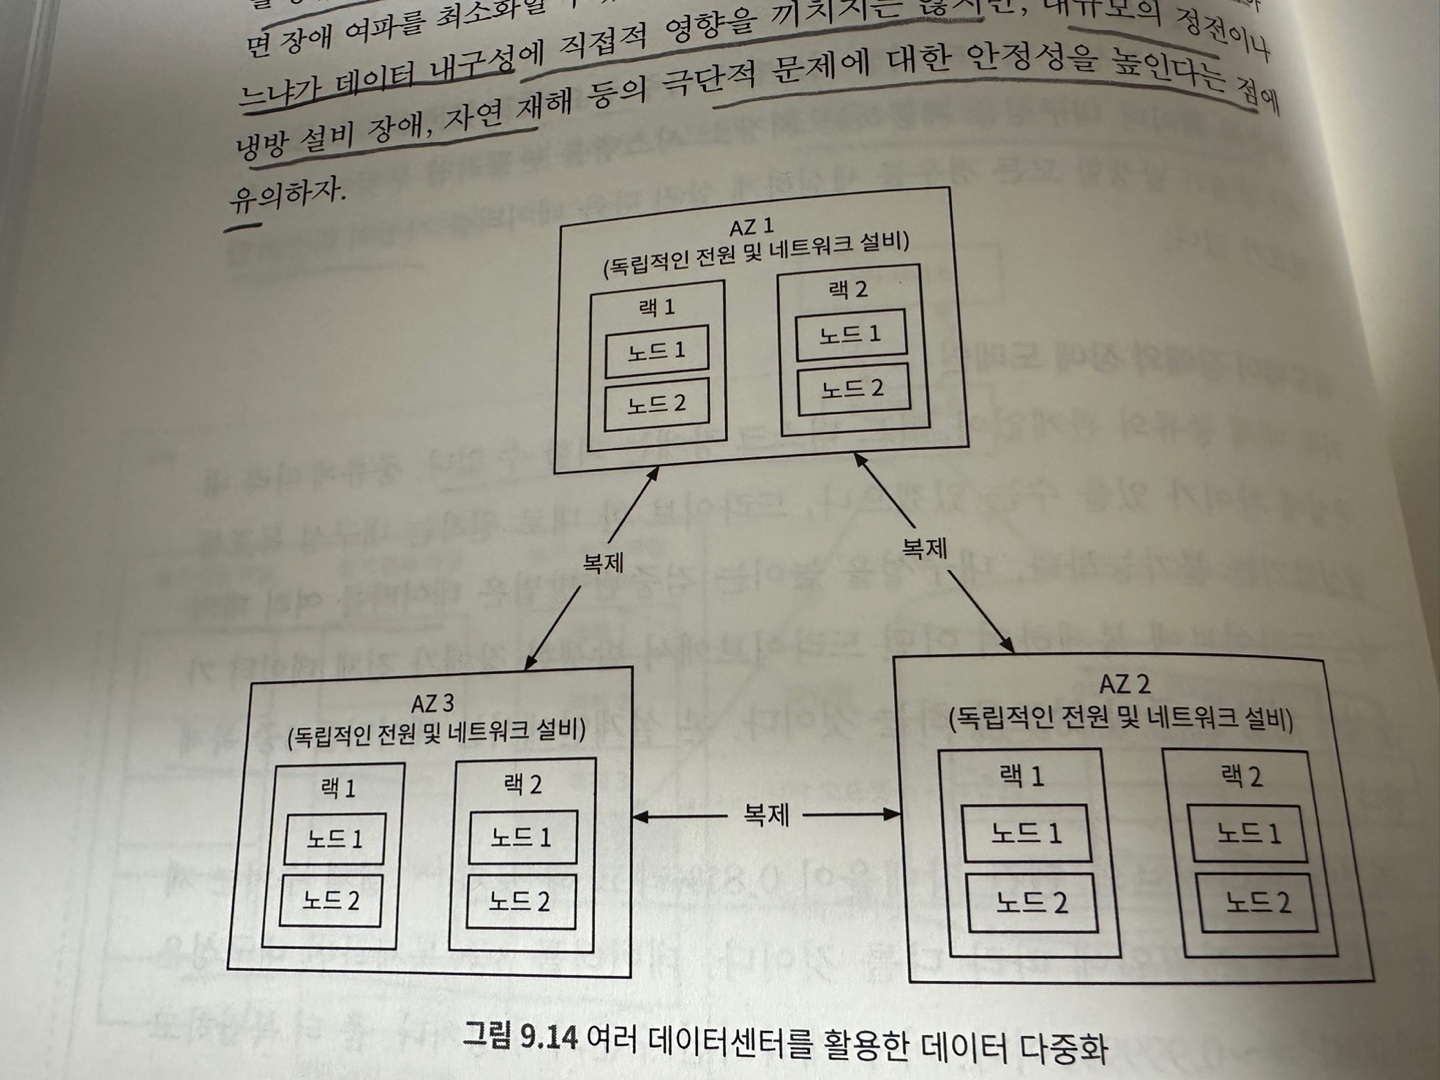 면 장애 여파를 최소화할 수
느냐가 데이터 내구성에 직접적 영향을 끼치지는 않지만, 대규모의 정전이나
냉방 설비 장애, 자연 재해 등의 극단적 문제에 대한 안정성을 높인다는 점에
유의하자.
AZ 1
(독립적인 전원 및 네트워크 설비)
랙 1
랙 2
노드 1
노드 1
노드 2
노드 2
복제
복제
AZ 3
(독립적인 전원 및 네트워크 설비)
랙 1
랙 2
노드 1
노드 1
노드 2
노드 2
복제
AZ 2
(독립적인 전원 및 네트워크 설비)
랙 1
랙 2
노드 1
노드 1
노드 2
노드 2
그림 9.14 여러 데이터센터를 활용한 데이터 다중화